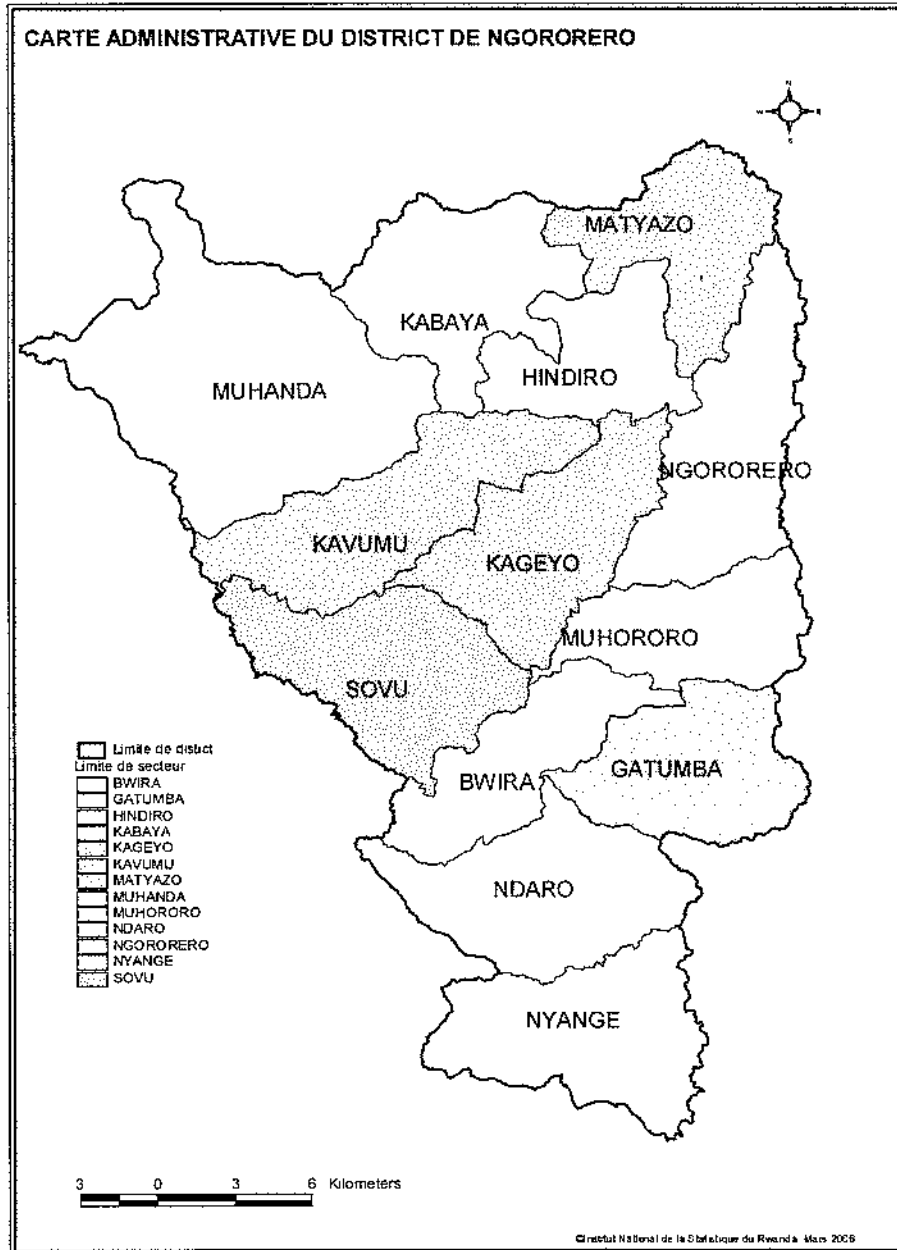 CARTE ADMINISTRATIVE DU DISTRICT DE NGORORERO
N
W E
S
MATYAZO
KABAYA
HINDIRO
MUHANDA
NGORORERO
KAVUMU
KAGEYO
MUHORORO
SOVU
GATUMBA
BWIRA
NDARO
NYANGE
Limite de district
Limite de secteur
BWIRA
GATUMBA
HINDIRO
KABAYA
KAGEYO
KAVUMU
MATYAZO
MUHANDA
MUHORORO
NDARO
NGORORERO
NYANGE
SOVU
3 0 3 6 Kilometers
©Institut National de la Statistique du Rwanda Mars 2006